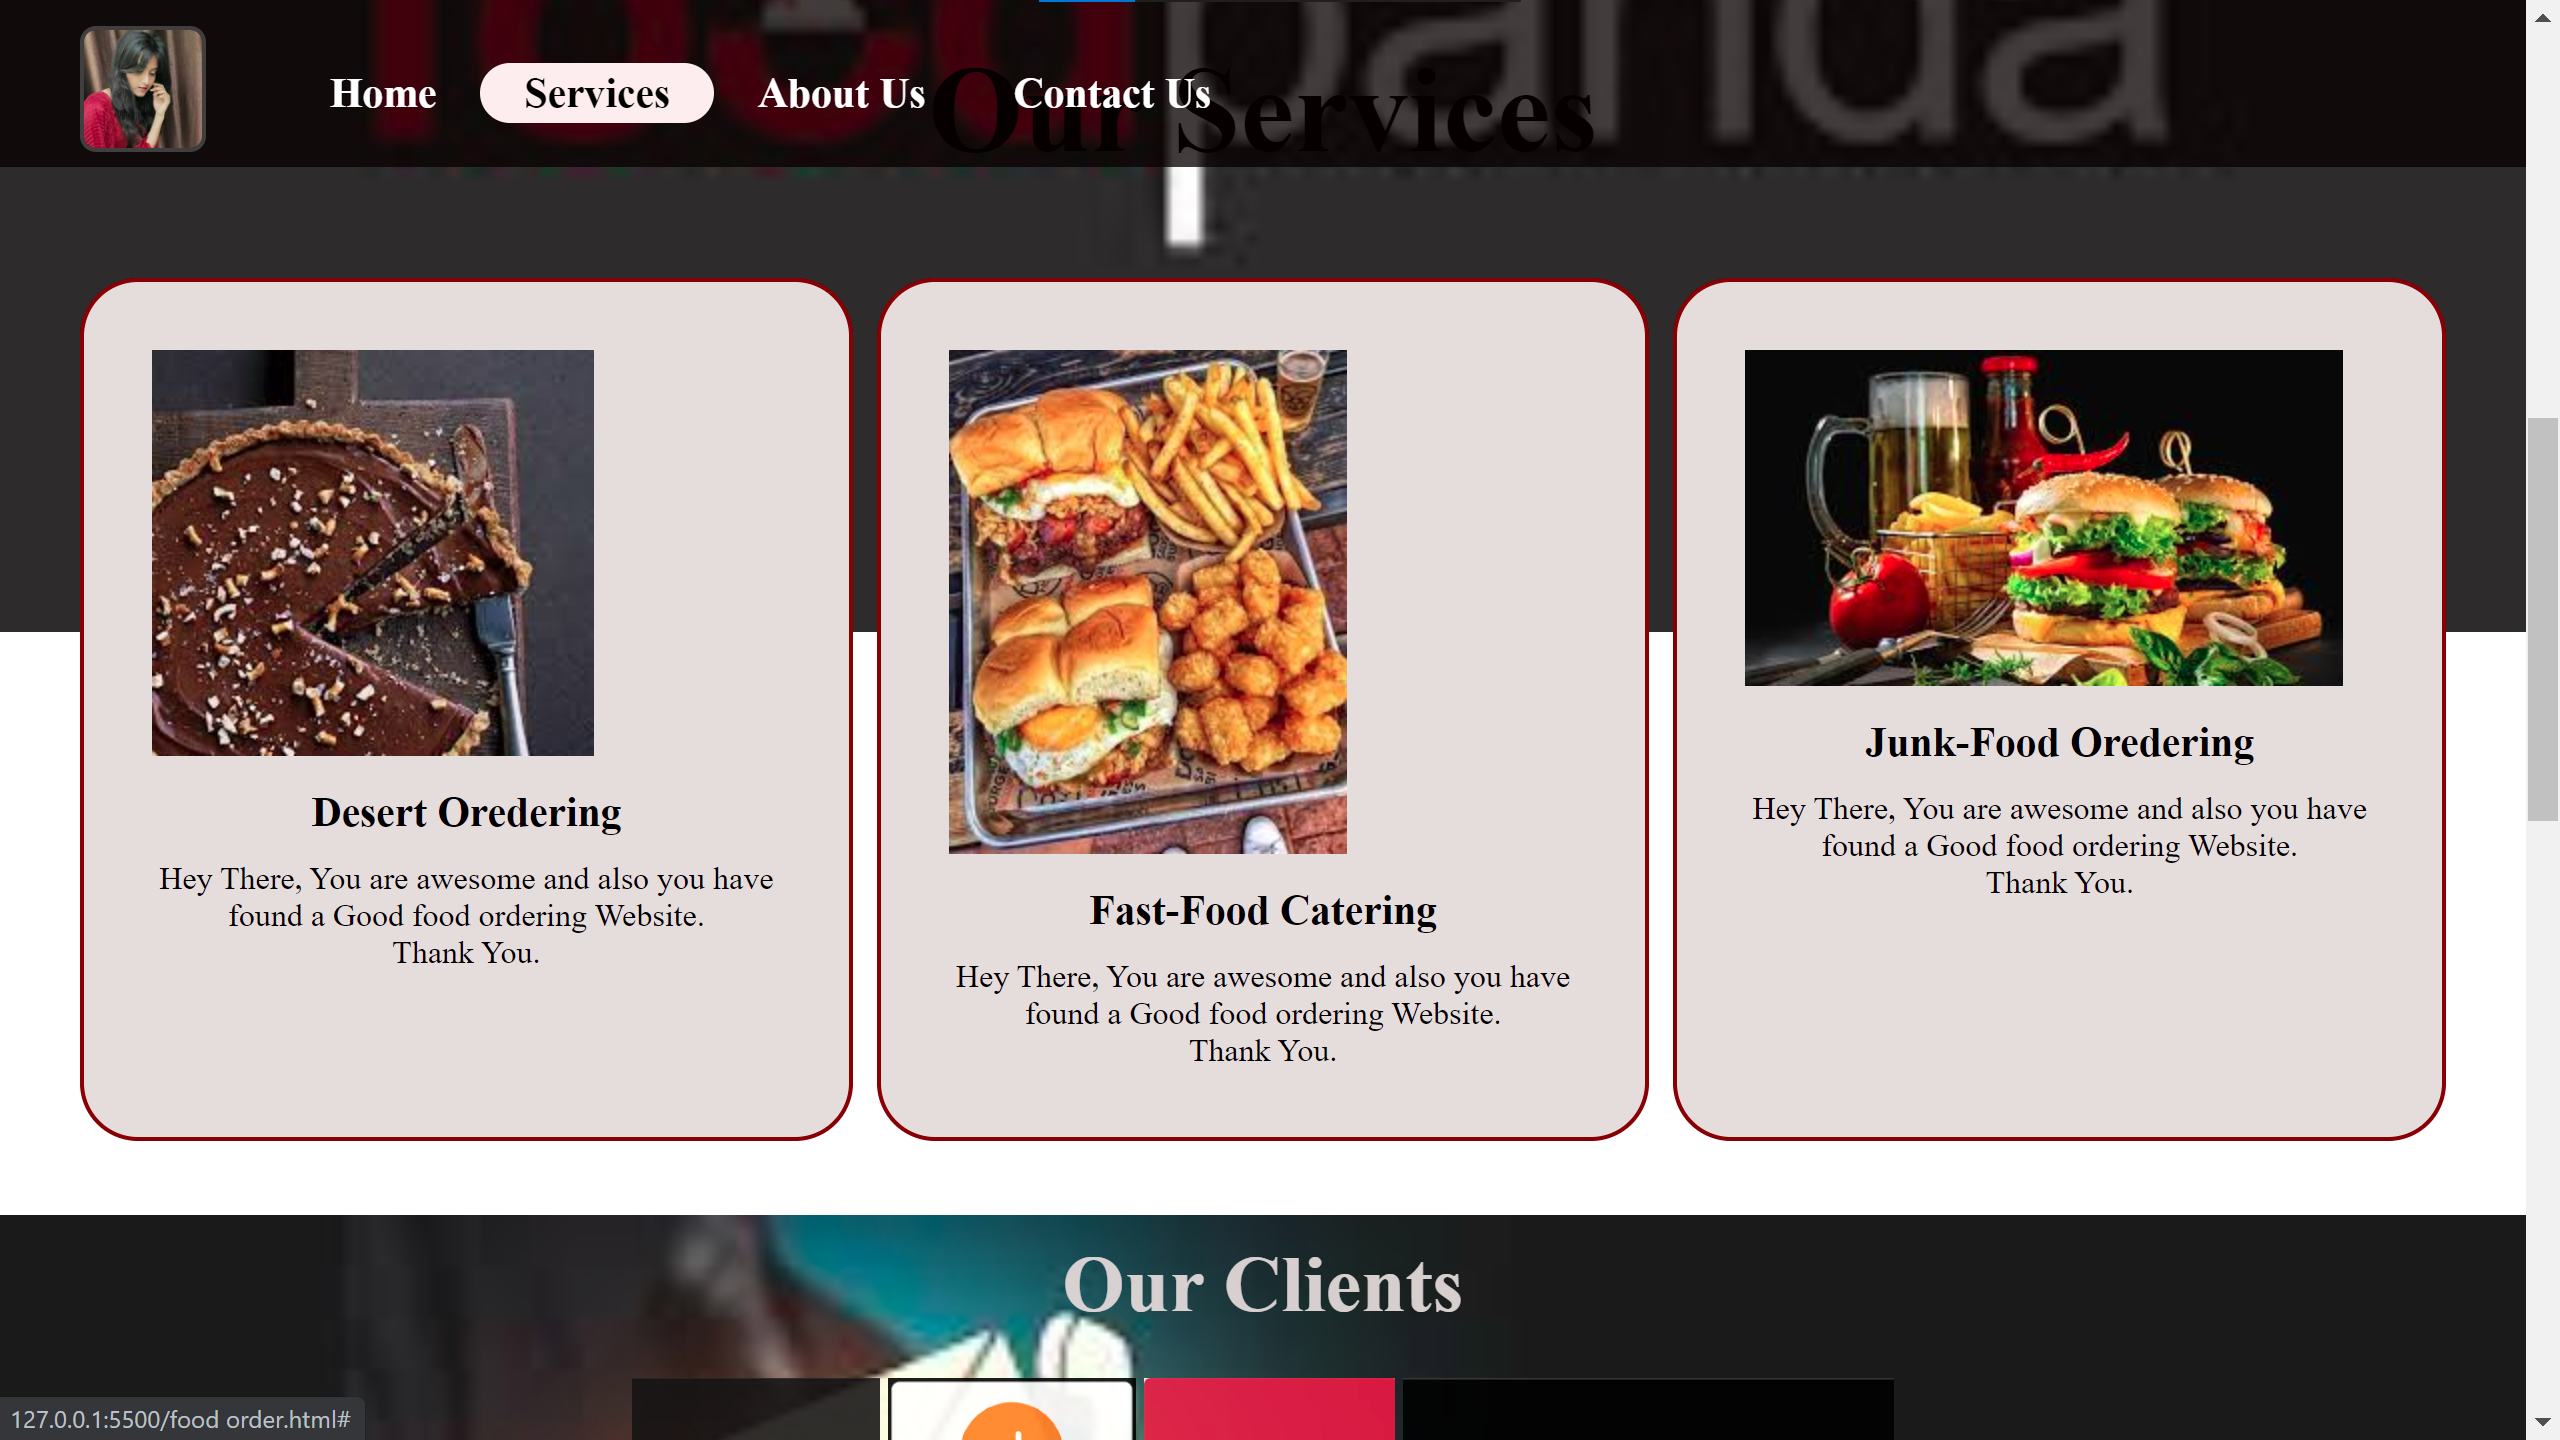 foodpanda
Home Services About Us Contact Us
Our Services
Desert Oredering
Hey There, You are awesome and also you have
found a Good food ordering Website.
Thank You.
Fast-Food Catering
Hey There, You are awesome and also you have
found a Good food ordering Website.
Thank You.
Junk-Food Oredering
Hey There, You are awesome and also you have
found a Good food ordering Website.
Thank You.
Our Clients
127.0.0.1:5500/food order.html#